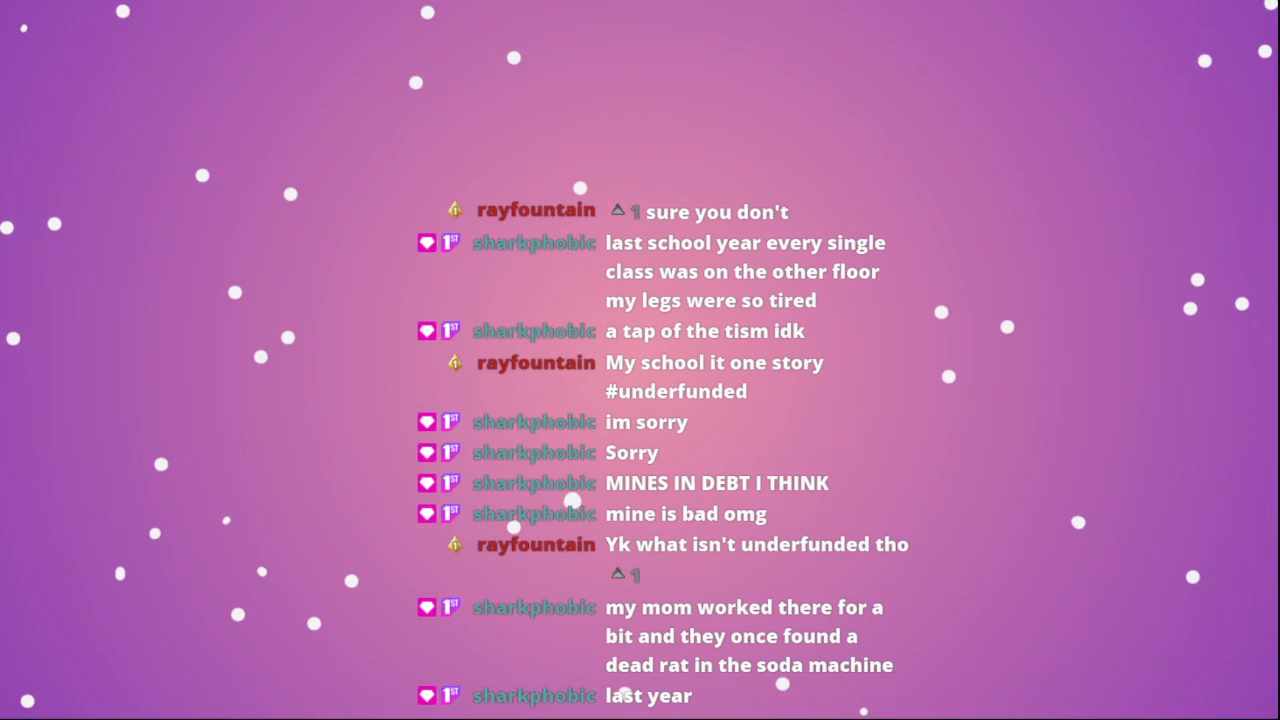 rayfountain 1 sure you don't
sharkphobic last school year every single
class was on the other floor
my legs were so tired
sharkphobic a tap of the tism idk
rayfountain My school it one story
#underfunded
sharkphobic im sorry
sharkphobic Sorry
sharkphobic MINES IN DEBT I THINK
sharkphobic mine is bad omg
rayfountain Yk what isn't underfunded tho
1
sharkphobic my mom worked there for a
bit and they once found a
dead rat in the soda machine
sharkphobic last year